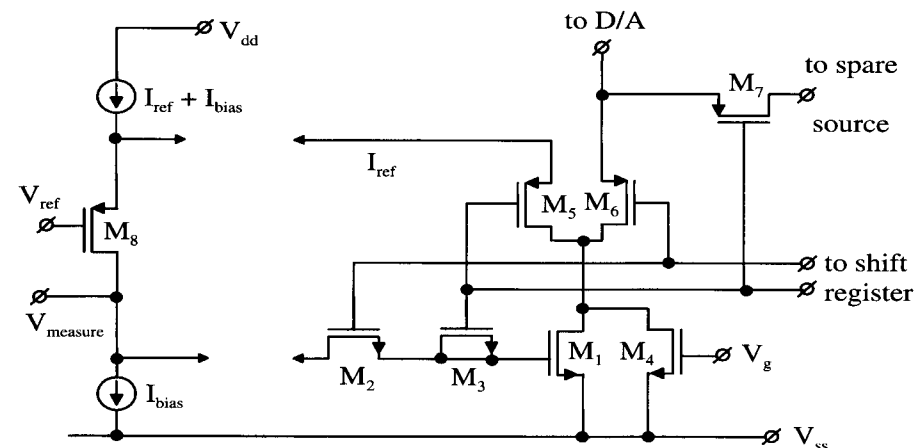 to D/A
V_dd
M_7
to spare
source
I_ref + I_bias
I_ref
V_ref
M_8
M_5
M_6
to shift
register
V_measure
M_2
M_3
M_1
M_4
V_g
I_bias
V_ss